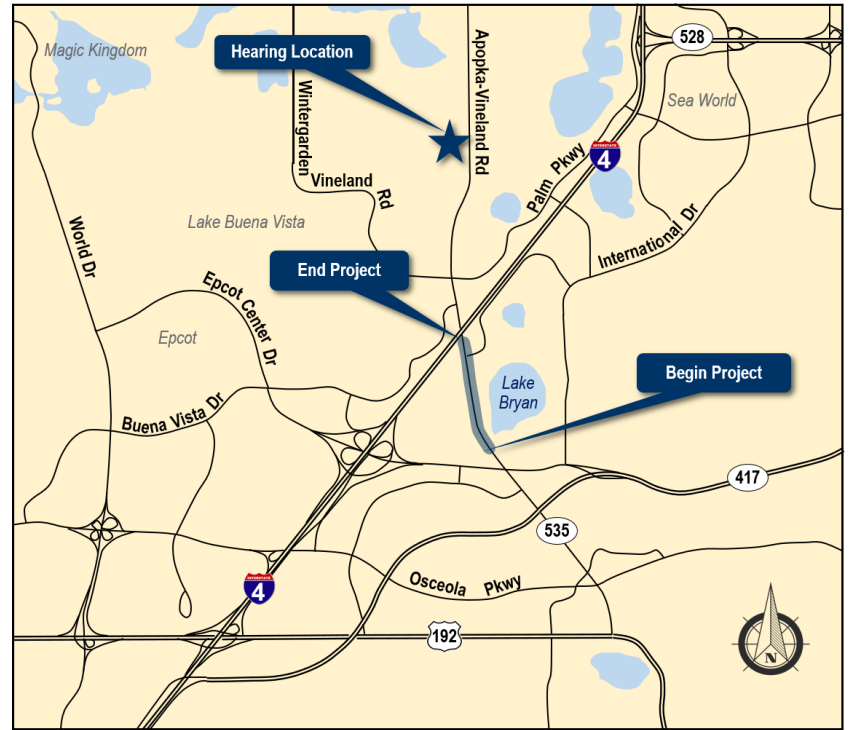 Magic Kingdom
Hearing Location
528
Apopka-Vineland Rd
Wintergarden
Vineland Rd
Sea World
INTERSTATE
4
Palm Pkwy
Lake Buena Vista
World Dr
International Dr
End Project
Epcot Center Dr
Epcot
Begin Project
Lake
Bryan
Buena Vista Dr
417
535
INTERSTATE
4
Osceola Pkwy
192
N